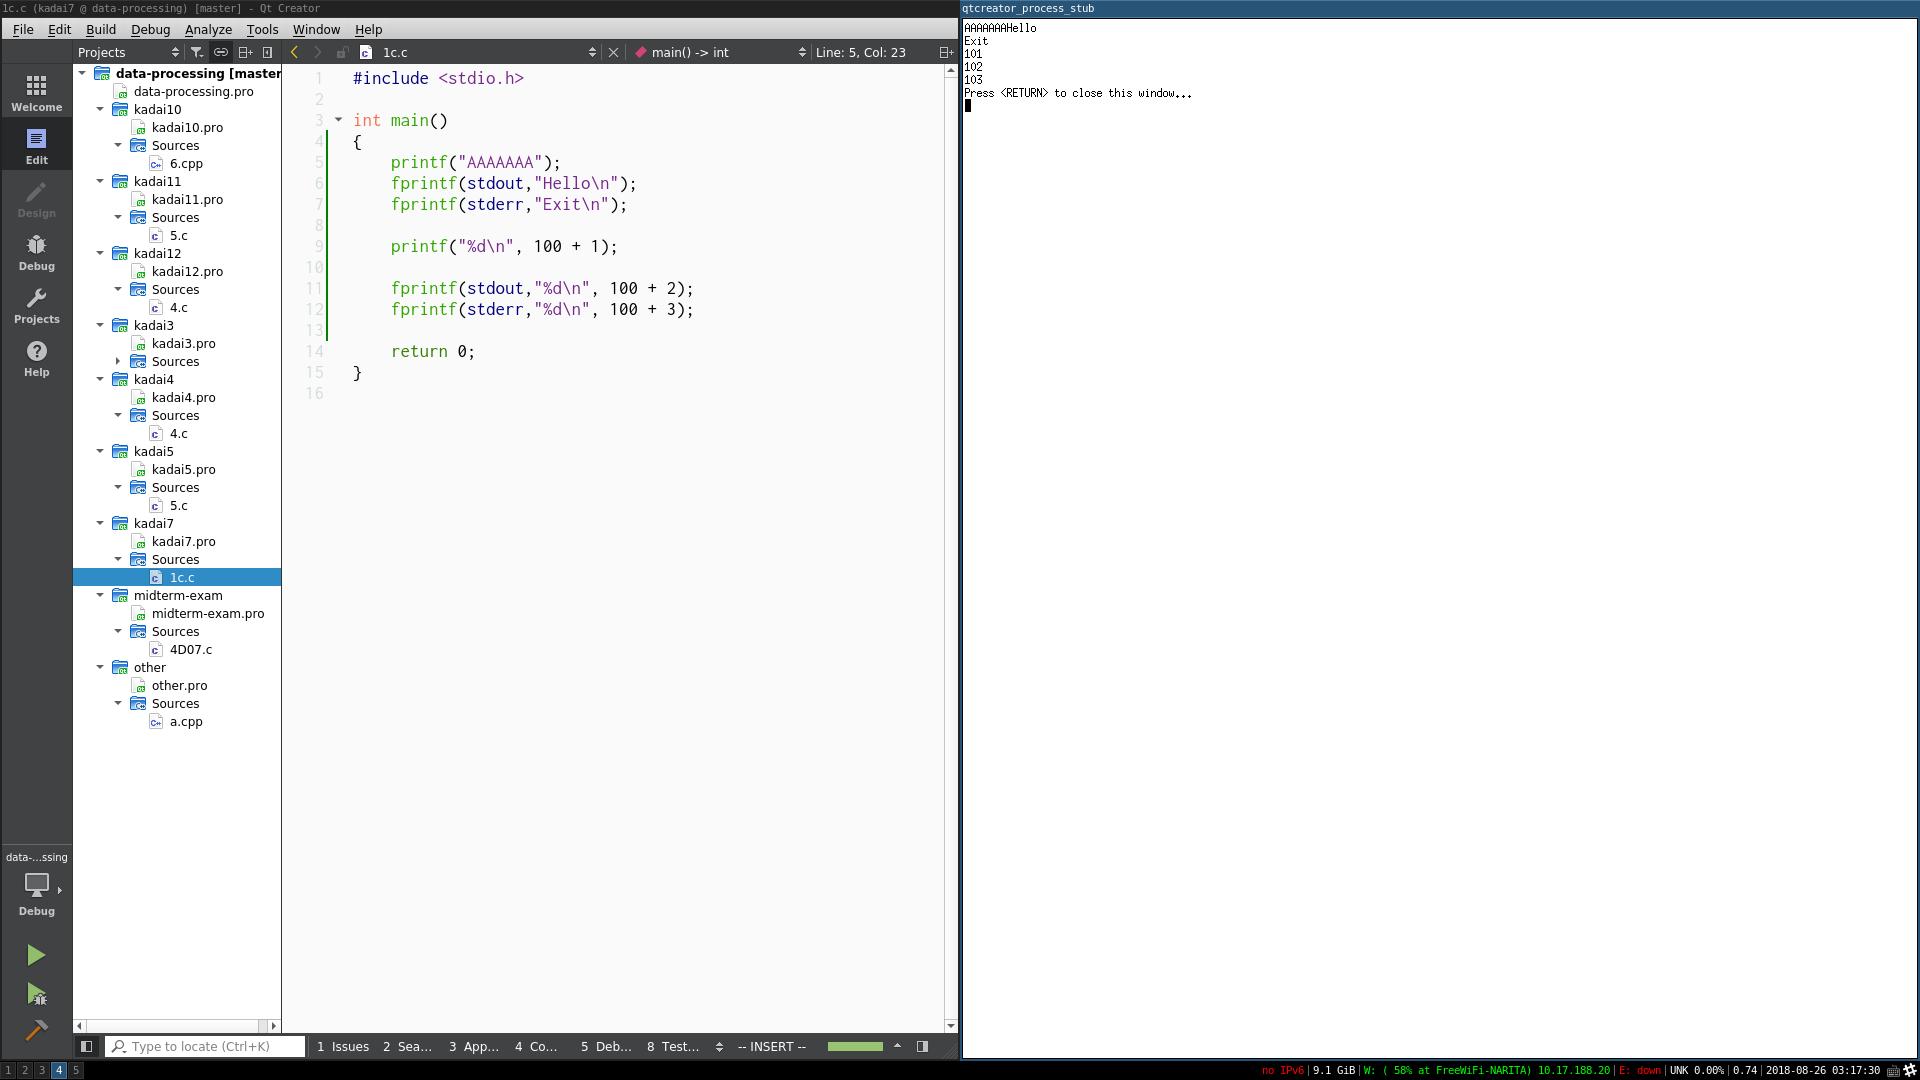 1c.c (kadai7 @ data-processing) [master] - Qt Creator
File Edit Build Debug Analyze Tools Window Help
Projects
1c.c
main() -> int
Line: 5, Col: 23
Welcome
Edit
Design
Debug
Projects
Help
data-...ssing
Debug
data-processing [master
data-processing.pro
kadai10
kadai10.pro
Sources
6.cpp
kadai11
kadai11.pro
Sources
5.c
kadai12
kadai12.pro
Sources
4.c
kadai3
kadai3.pro
Sources
kadai4
kadai4.pro
Sources
4.c
kadai5
kadai5.pro
Sources
5.c
kadai7
kadai7.pro
Sources
1c.c
midterm-exam
midterm-exam.pro
Sources
4D07.c
other
other.pro
Sources
a.cpp
1 #include <stdio.h>
2
3 int main()
4 {
5 printf("AAAAAAA");
6 fprintf(stdout,"Hello\n");
7 fprintf(stderr,"Exit\n");
8
9 printf("%d\n", 100 + 1);
10
11 fprintf(stdout,"%d\n", 100 + 2);
12 fprintf(stderr,"%d\n", 100 + 3);
13
14 return 0;
15 }
16
Type to locate (Ctrl+K)
1 Issues 2 Sea... 3 App... 4 Co... 5 Deb... 8 Test... -- INSERT --
qtcreator_process_stub
AAAAAAAHello
Exit
101
102
103
Press <RETURN> to close this window...
1 2 3 4 5
no IPv6 | 9.1 GiB | W: ( 58% at FreeWiFi-NARITA) 10.17.188.20 | E: down | UNK 0.00% | 0.74 | 2018-08-26 03:17:30